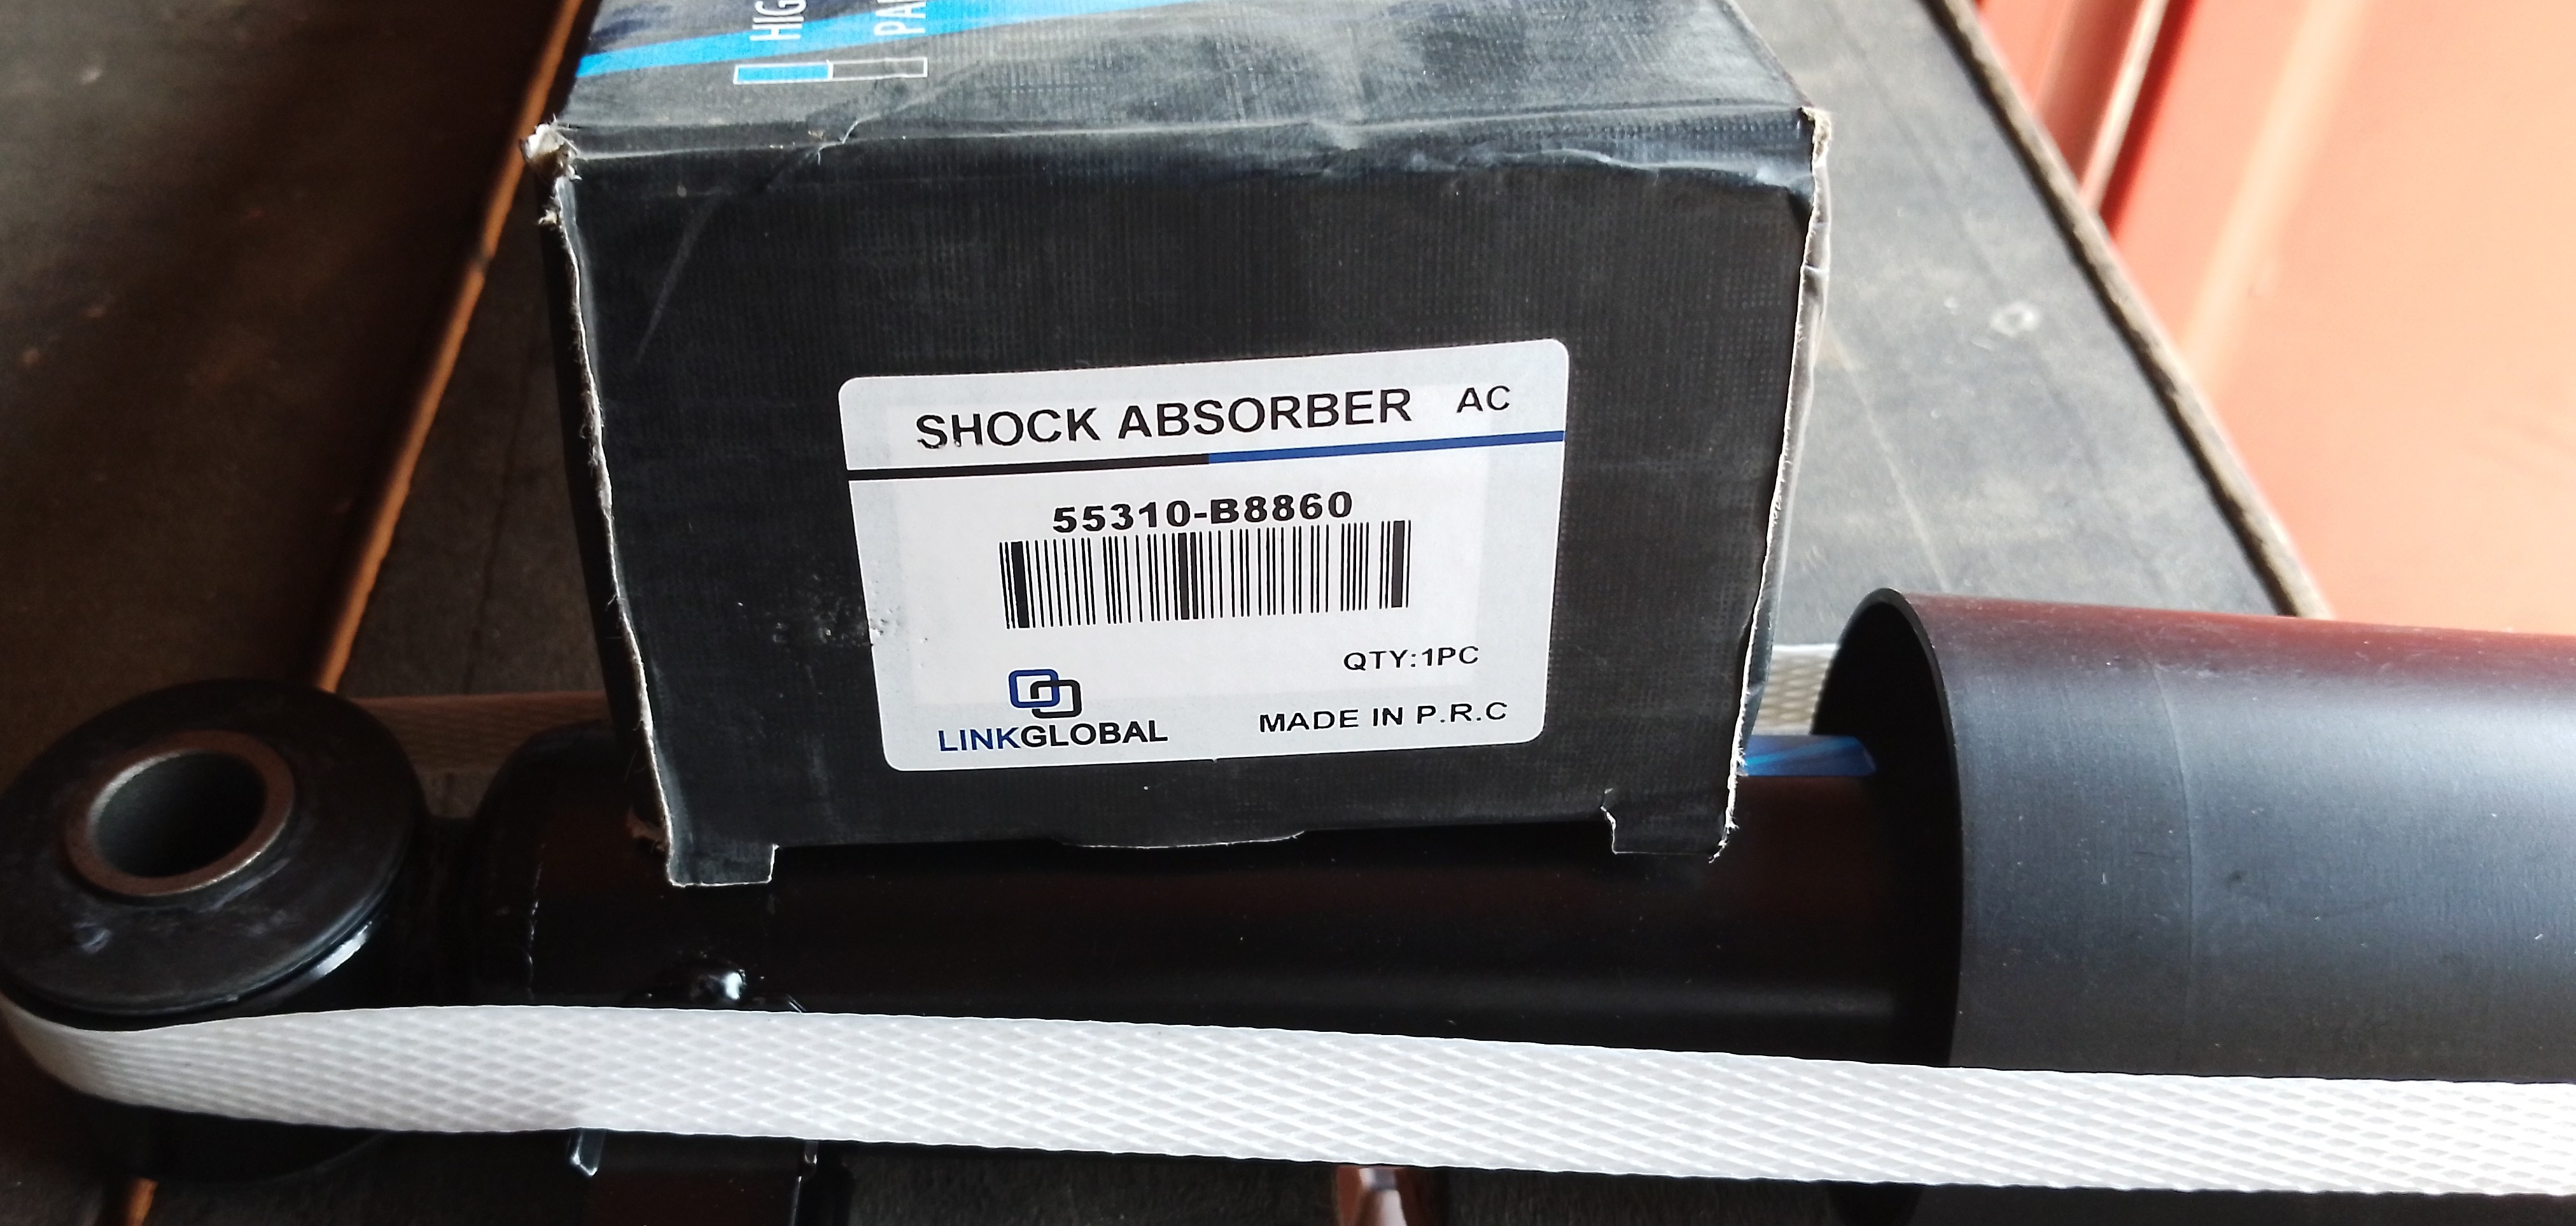 SHOCK ABSORBER AC
55310-B8860
QTY:1PC
LINKGLOBAL
MADE IN P.R.C